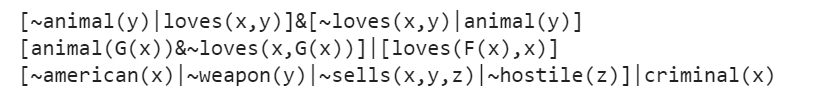 [~animal(y)|loves(x,y)]&[~loves(x,y)|animal(y)]
[animal(G(x))&~loves(x,G(x))]|[loves(F(x),x)]
[~american(x)|~weapon(y)|~sells(x,y,z)|~hostile(z)]|criminal(x)